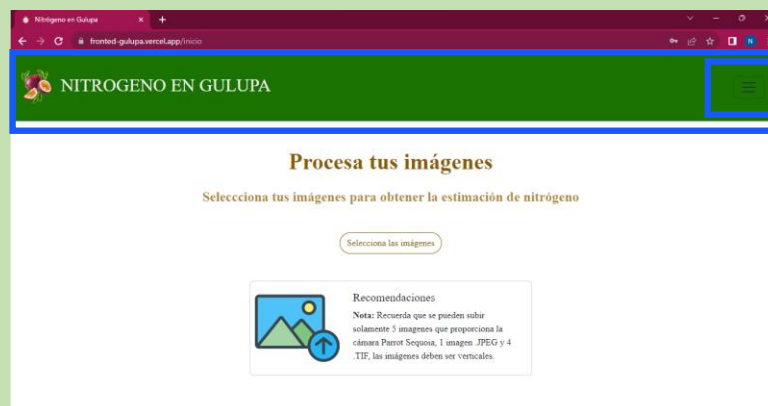 Nitrógeno en Gulupa
fronted-gulupa.vercel.app/inicio
N
NITROGENO EN GULUPA
Procesa tus imágenes
Seleccciona tus imágenes para obtener la estimación de nitrógeno
Selecciona las imágenes
Recomendaciones
Nota: Recuerda que se pueden subir
solamente 5 imagenes que proporciona la
cámara Parrot Sequoia, 1 imagen .JPEG y 4
.TIF, las imágenes deben ser verticales.